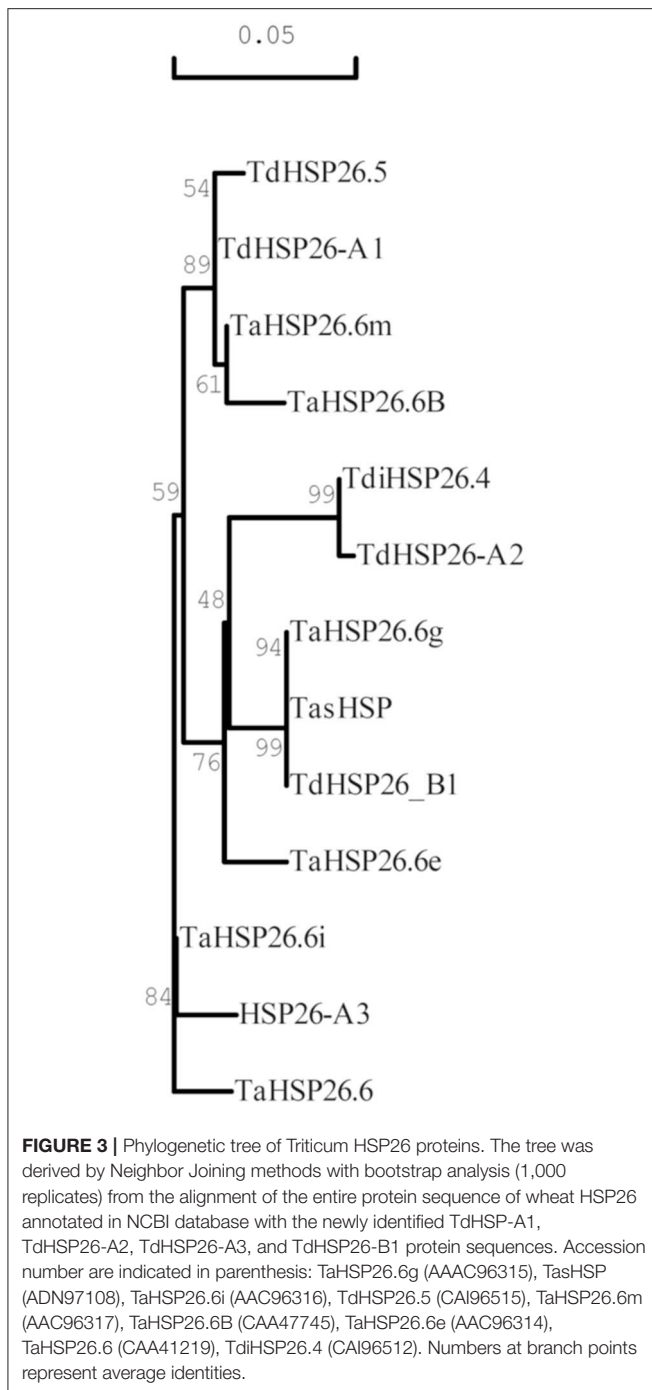 0.05
54
TdHSP26.5
TdHSP26-A1
89
TaHSP26.6m
61
TaHSP26.6B
59
99
TdiHSP26.4
TdHSP26-A2
48
94
TaHSP26.6g
TasHSP
76
99
TdHSP26_B1
TaHSP26.6e
TaHSP26.6i
84
HSP26-A3
TaHSP26.6
FIGURE 3 | Phylogenetic tree of Triticum HSP26 proteins. The tree was
derived by Neighbor Joining methods with bootstrap analysis (1,000
replicates) from the alignment of the entire protein sequence of wheat HSP26
annotated in NCBI database with the newly identified TdHSP-A1,
TdHSP26-A2, TdHSP26-A3, and TdHSP26-B1 protein sequences. Accession
number are indicated in parenthesis: TaHSP26.6g (AAAC96315), TasHSP
(ADN97108), TaHSP26.6i (AAC96316), TdHSP26.5 (CAI96515), TaHSP26.6m
(AAC96317), TaHSP26.6B (CAA47745), TaHSP26.6e (AAC96314),
TaHSP26.6 (CAA41219), TdiHSP26.4 (CAI96512). Numbers at branch points
represent average identities.